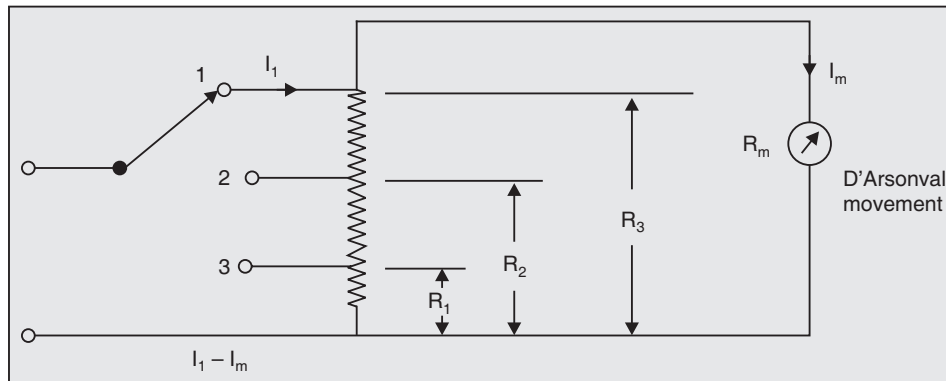 1
I₁
Iₘ
Rₘ
2
D'Arsonval
movement
R₃
R₂
3
R₁
I₁ – Iₘ